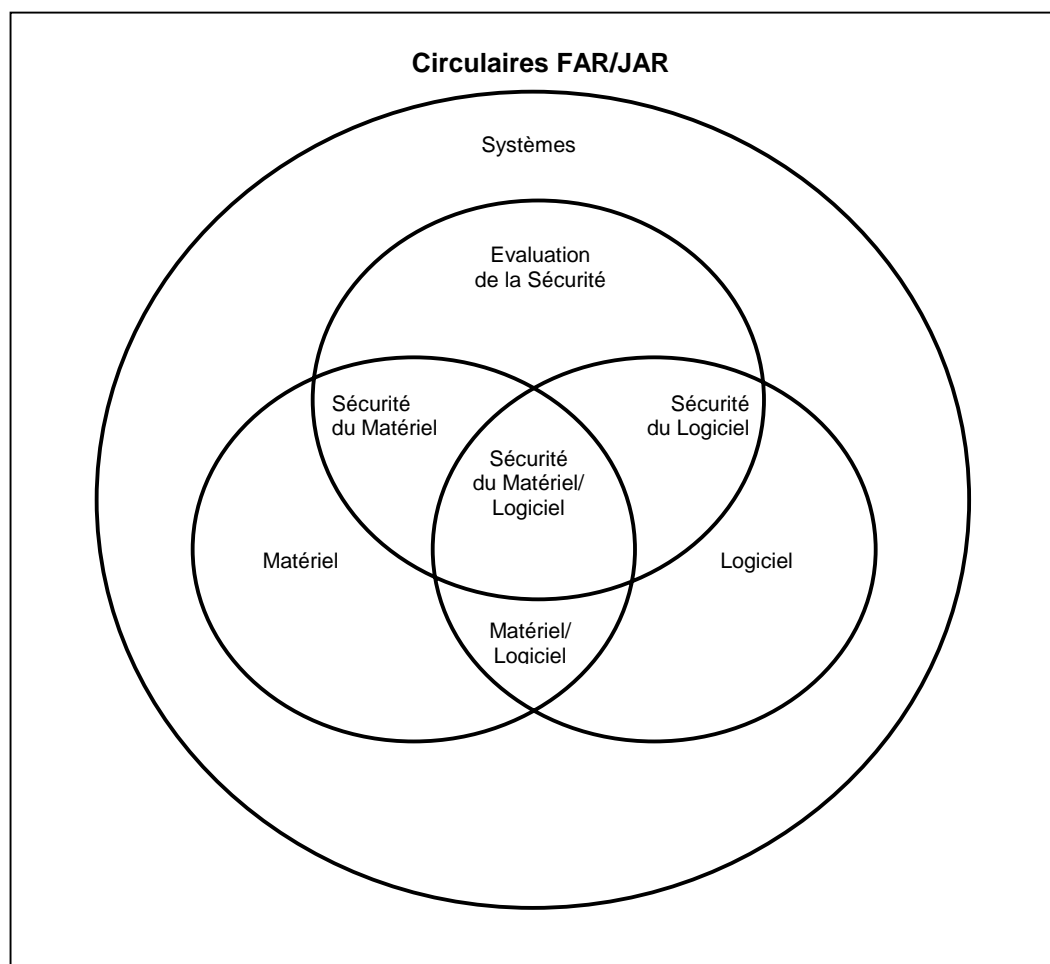 Circulaires FAR/JAR
Systèmes
Evaluation
de la Sécurité
Sécurité
du Matériel
Sécurité
du Logiciel
Sécurité
du Matériel/
Logiciel
Matériel
Logiciel
Matériel/
Logiciel